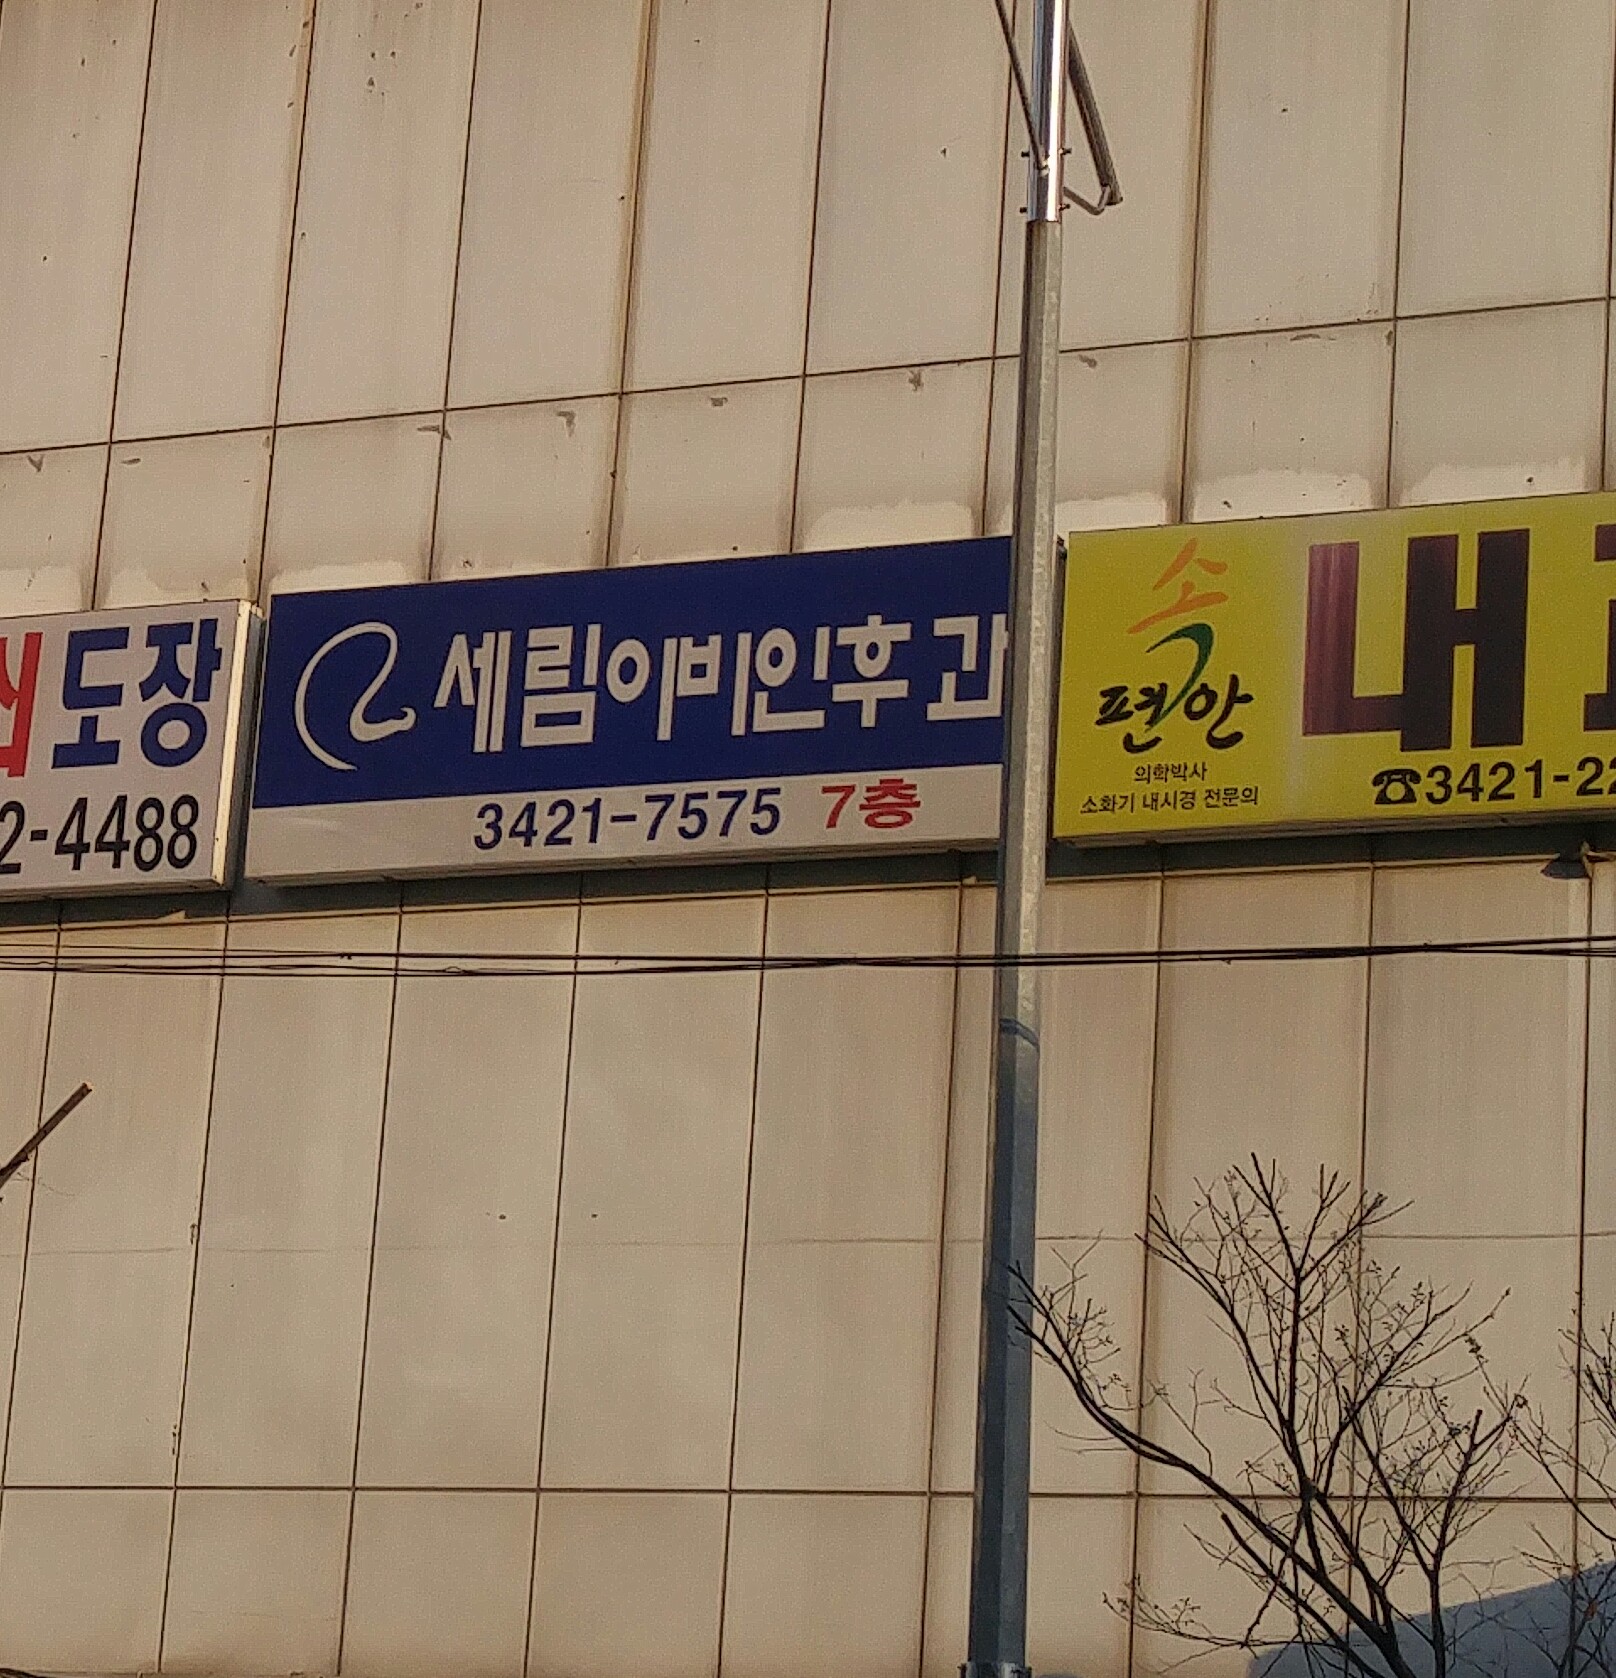 도장
2-4488
세림이비인후과
3421-7575 7층
속
편안
의학박사
소화기 내시경 전문의
내
☎3421-22